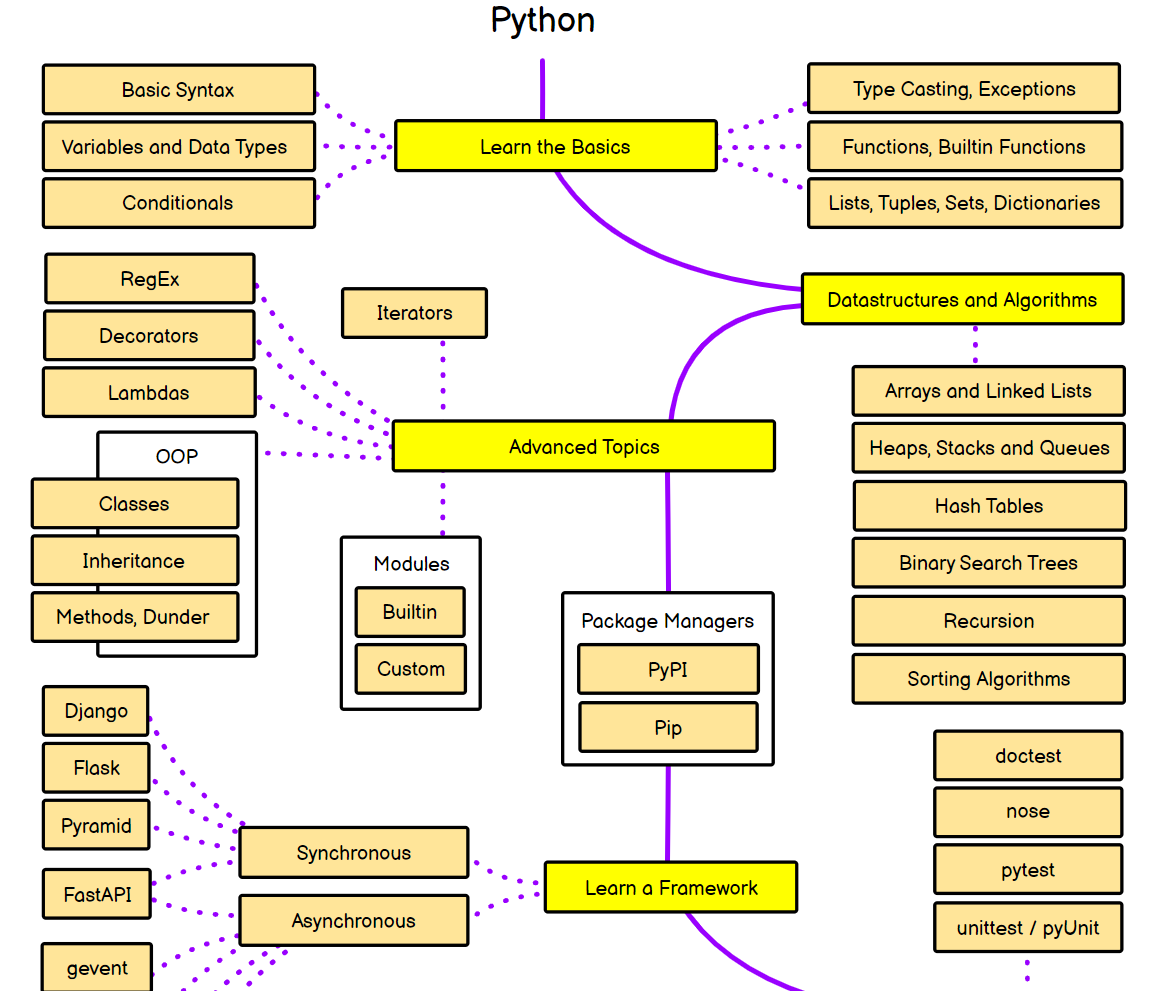 Python
Basic Syntax
Variables and Data Types
Conditionals
Learn the Basics
Type Casting, Exceptions
Functions, Builtin Functions
Lists, Tuples, Sets, Dictionaries
Datastructures and Algorithms
Arrays and Linked Lists
Heaps, Stacks and Queues
Hash Tables
Binary Search Trees
Recursion
Sorting Algorithms
RegEx
Decorators
Lambdas
Iterators
Advanced Topics
OOP
Classes
Inheritance
Methods, Dunder
Modules
Builtin
Custom
Package Managers
PyPI
Pip
Django
Flask
Pyramid
FastAPI
gevent
Synchronous
Asynchronous
Learn a Framework
doctest
nose
pytest
unittest / pyUnit